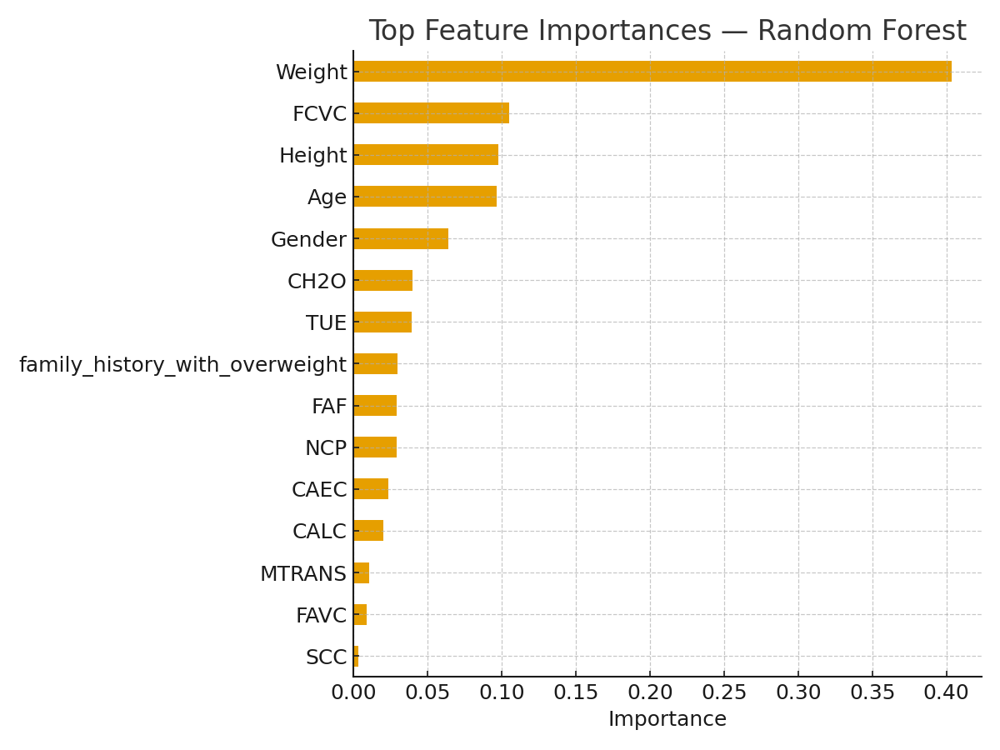 Top Feature Importances — Random Forest
Weight
FCVC
Height
Age
Gender
CH2O
TUE
family_history_with_overweight
FAF
NCP
CAEC
CALC
MTRANS
FAVC
SCC
0.00 0.05 0.10 0.15 0.20 0.25 0.30 0.35 0.40
Importance